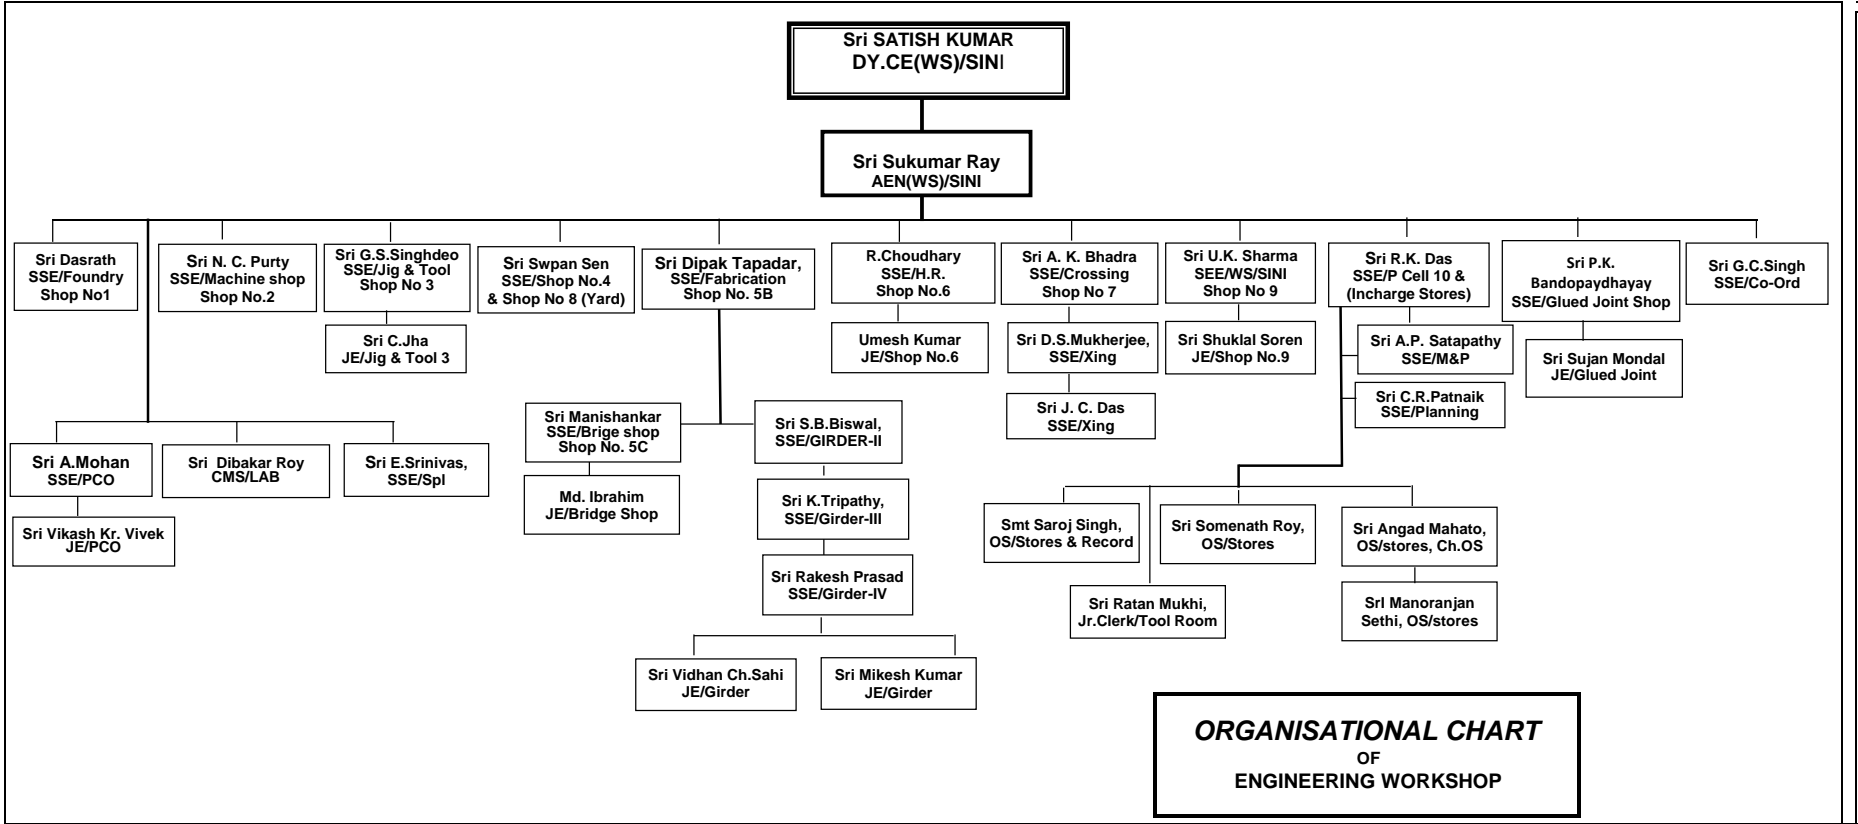 Sri SATISH KUMAR
DY.CE(WS)/SINI
Sri Sukumar Ray
AEN(WS)/SINI
Sri Dasrath
SSE/Foundry
Shop No1
Sri N. C. Purty
SSE/Machine shop
Shop No.2
Sri G.S.Singhdeo
SSE/Jig & Tool
Shop No 3
Sri C.Jha
JE/Jig & Tool 3
Sri Swpan Sen
SSE/Shop No.4
& Shop No 8 (Yard)
Sri Dipak Tapadar,
SSE/Fabrication
Shop No. 5B
R.Choudhary
SSE/H.R.
Shop No.6
Umesh Kumar
JE/Shop No.6
Sri A. K. Bhadra
SSE/Crossing
Shop No 7
Sri D.S.Mukherjee,
SSE/Xing
Sri J. C. Das
SSE/Xing
Sri U.K. Sharma
SEE/WS/SINI
Shop No 9
Sri Shuklal Soren
JE/Shop No.9
Sri R.K. Das
SSE/P Cell 10 &
(Incharge Stores)
Sri A.P. Satapathy
SSE/M&P
Sri C.R.Patnaik
SSE/Planning
Sri P.K.
Bandopaydhayay
SSE/Glued Joint Shop
Sri Sujan Mondal
JE/Glued Joint
Sri G.C.Singh
SSE/Co-Ord
Sri A.Mohan
SSE/PCO
Sri Vikash Kr. Vivek
JE/PCO
Sri Dibakar Roy
CMS/LAB
Sri E.Srinivas,
SSE/Spl
Sri Manishankar
SSE/Brige shop
Shop No. 5C
Md. Ibrahim
JE/Bridge Shop
Sri S.B.Biswal,
SSE/GIRDER-II
Sri K.Tripathy,
SSE/Girder-III
Sri Rakesh Prasad
SSE/Girder-IV
Sri Vidhan Ch.Sahi
JE/Girder
Sri Mikesh Kumar
JE/Girder
Smt Saroj Singh,
OS/Stores & Record
Sri Ratan Mukhi,
Jr.Clerk/Tool Room
Sri Somenath Roy,
OS/Stores
Sri Angad Mahato,
OS/stores, Ch.OS
SrI Manoranjan
Sethi, OS/stores
ORGANISATIONAL CHART
OF
ENGINEERING WORKSHOP